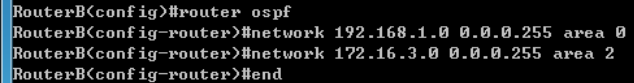 RouterB(config)#router ospf
RouterB(config-router)#network 192.168.1.0 0.0.0.255 area 0
RouterB(config-router)#network 172.16.3.0 0.0.0.255 area 2
RouterB(config-router)#end